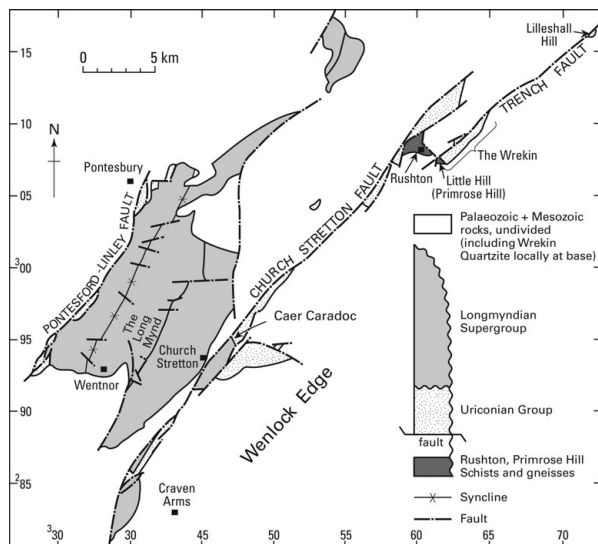 Lilleshall
Hill
15
0
5 km
10
N
TRENCH FAULT
The Wrekin
Pontesbury
Rushton
Little Hill
(Primrose Hill)
05
PONTESFORD-LINLEY FAULT
CHURCH STRETTON FAULT
Palaeozoic + Mesozoic
rocks, undivided
(including Wrekin
Quartzite locally at base)
300
Longmyndian
Supergroup
The Long
Mynd
Caer Caradoc
95
Church
Stretton
Wentnor
Wenlock Edge
Uriconian Group
90
fault
Rushton, Primrose Hill
Schists and gneisses
285
Craven
Arms
Syncline
Fault
330 30 45 50 55 60 65 70